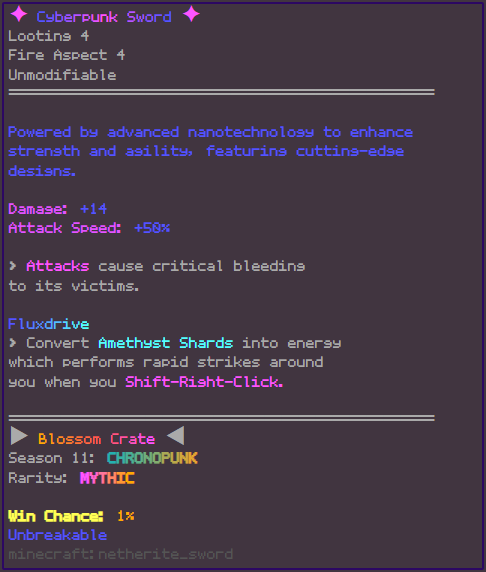 ✦ Cyberpunk Sword ✦
Looting 4
Fire Aspect 4
Unmodifiable
Powered by advanced nanotechnology to enhance
strength and agility, featuring cutting-edge
designs.
Damage: +14
Attack Speed: +50%
> Attacks cause critical bleeding
to its victims.
Fluxdrive
> Convert Amethyst Shards into energy
which performs rapid strikes around
you when you Shift-Right-Click.
▶ Blossom Crate ◀
Season 11: CHRONOPUNK
Rarity: MYTHIC
Win Chance: 1%
Unbreakable
minecraft:netherite_sword